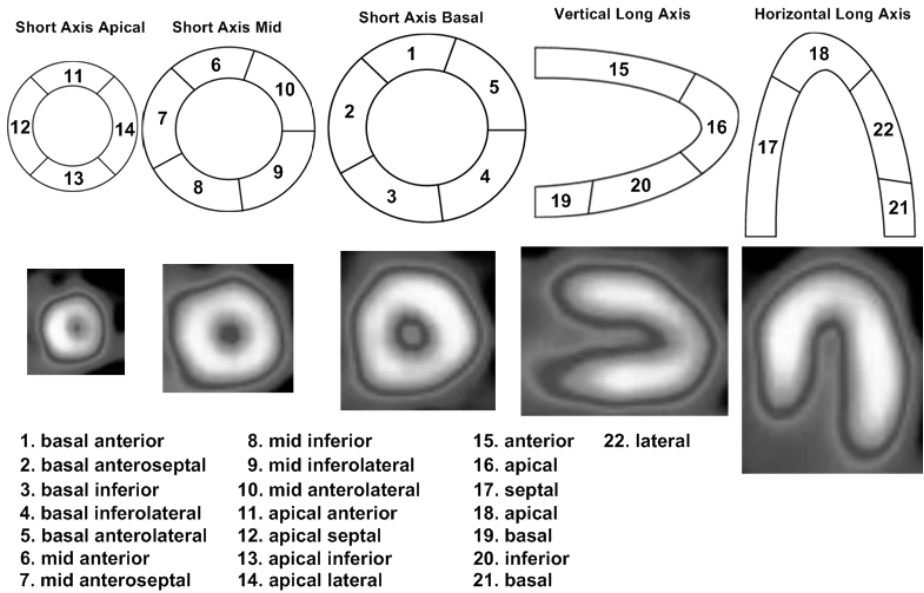 Short Axis Apical
Short Axis Mid
Short Axis Basal
Vertical Long Axis
Horizontal Long Axis
11
12
14
13
6
10
7
9
8
1
5
2
4
3
15
16
20
19
18
17
22
21
1. basal anterior
2. basal anteroseptal
3. basal inferior
4. basal inferolateral
5. basal anterolateral
6. mid anterior
7. mid anteroseptal
8. mid inferior
9. mid inferolateral
10. mid anterolateral
11. apical anterior
12. apical septal
13. apical inferior
14. apical lateral
15. anterior
16. apical
17. septal
18. apical
19. basal
20. inferior
21. basal
22. lateral